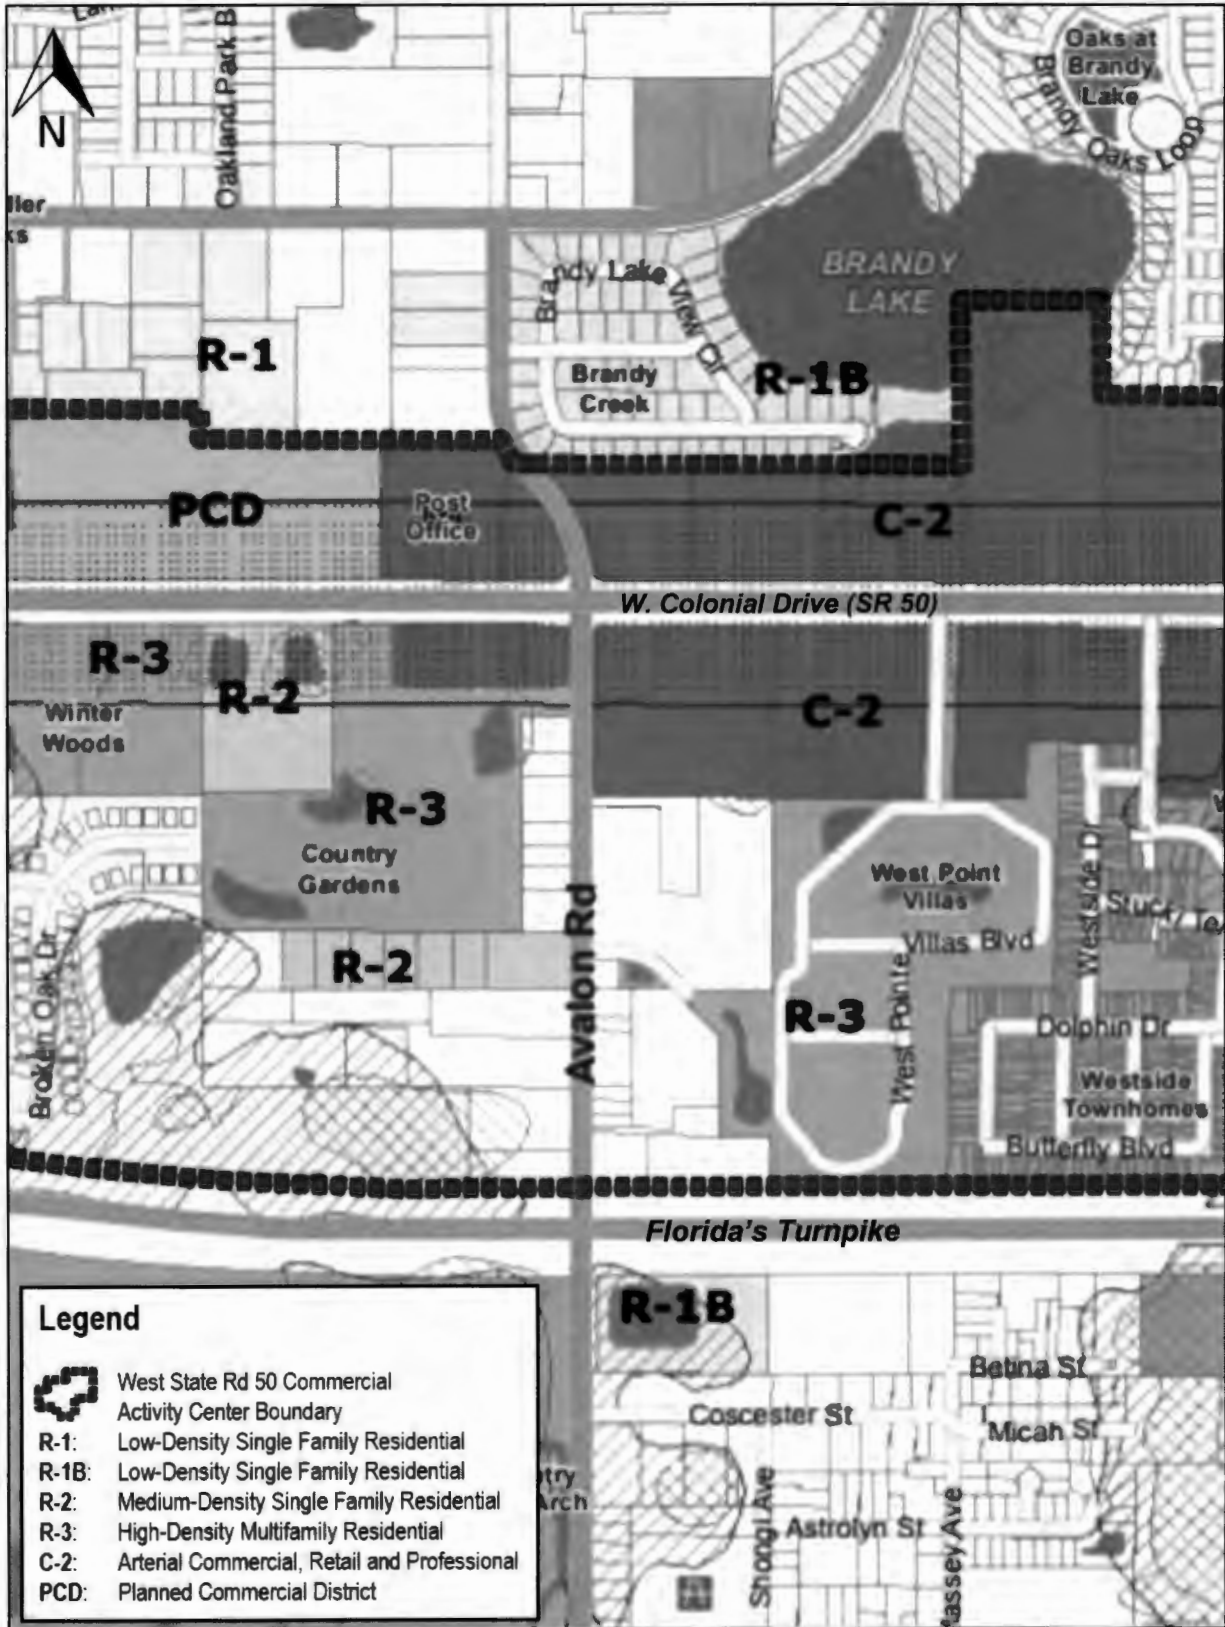 Oakland Park B
Oaks at
Brandy
Lake
Brandy Oaks Loop
N
ller
ks
BRANDY
LAKE
Brandy Lake View Cir
R-1
R-1B
Brandy
Creek
PCD
Post
Office
C-2
W. Colonial Drive (SR 50)
R-3
R-2
C-2
Winter
Woods
R-3
Country
Gardens
West Point
Villas
Villas Blvd
Westside Dr
R-2
Avalon Rd
R-3
West Pointe
Broken Oak Dr
Dolphin Dr
Westside
Townhomes
Butterfly Blvd
Florida's Turnpike
R-1B
Betina St
Coscester St
Micah St
Astrolyn St
Shongi Ave
assey Ave
try
Arch
Legend
West State Rd 50 Commercial
Activity Center Boundary
R-1: Low-Density Single Family Residential
R-1B: Low-Density Single Family Residential
R-2: Medium-Density Single Family Residential
R-3: High-Density Multifamily Residential
C-2: Arterial Commercial, Retail and Professional
PCD: Planned Commercial District